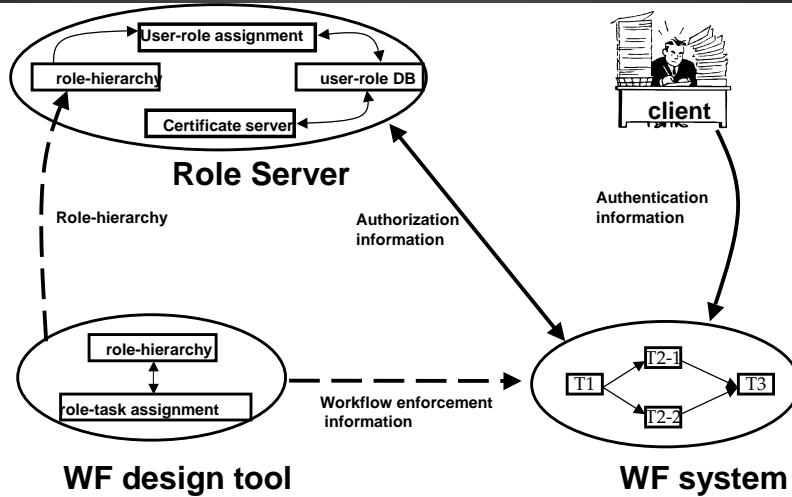 User-role assignment
role-hierarchy
user-role DB
Certificate server
Role Server
client
Role-hierarchy
Authorization
information
Authentication
information
role-hierarchy
role-task assignment
Workflow enforcement
information
T1
T2-1
T2-2
T3
WF design tool
WF system